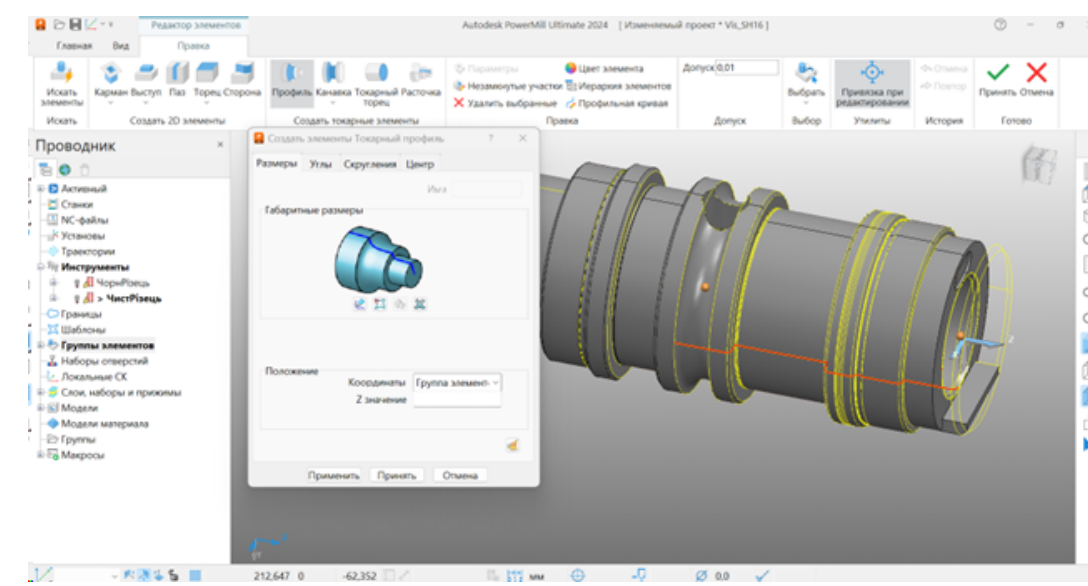 Редактор элементов
Autodesk PowerMill Ultimate 2024 [ Изменяемый проект * Vis_SH16 ]
Главная Вид Правка
Искать элементы
Карман Выступ Паз Торец Сторона
Профиль Канавка Токарный торец Расточка
Параметры
Незамкнутые участки
Удалить выбранные
Цвет элемента
Иерархия элементов
Профильная кривая
Допуск 0,01
Выбрать
Привязка при редактировании
Отмена
Повтор
Принять Отмена
Искать Создать 2D элементы Создать токарные элементы Правка Допуск Выбор Утилиты История Готово
Проводник
Активный
Станки
NC-файлы
Установы
Траектории
Инструменты
ЧорнРізець
> ЧистРізець
Границы
Шаблоны
Группы элементов
Наборы отверстий
Локальные СК
Слои, наборы и прижимы
Модели
Модели материала
Группы
Макросы
Создать элементы Токарный профиль
Размеры Углы Скругления Центр
Имя
Габаритные размеры
Положение
Координаты Группа элемент
Z значение
Применить Принять Отмена
212,647 0 -62,352 мм 0,0